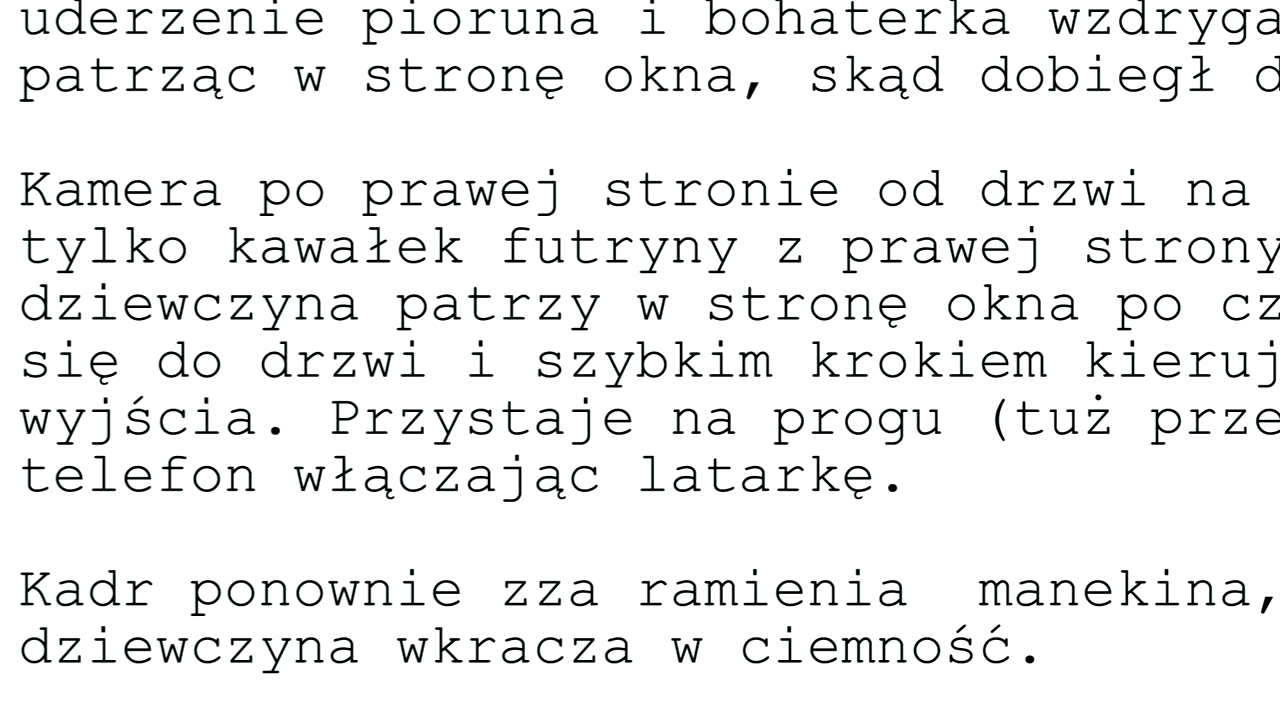 uderzenie pioruna i bohaterka wzdryga
patrząc w stronę okna, skąd dobiegł
Kamera po prawej stronie od drzwi na
tylko kawałek futryny z prawej strony
dziewczyna patrzy w stronę okna po
się do drzwi i szybkim krokiem kieruj
wyjścia. Przystaje na progu (tuż prze
telefon włączając latarkę.
Kadr ponownie zza ramienia manekina,
dziewczyna wkracza w ciemność.